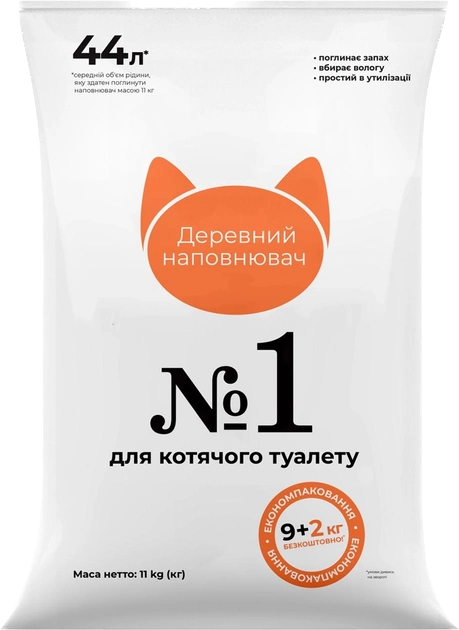 44л*
*середній об'єм рідини,
яку здатен поглинути
наповнювач масою 11 кг
• поглинає запах
• вбирає вологу
• простий в утилізації
Деревний
наповнювач
№1
для котячого туалету
ЕКОНОМПАКОВАННЯ
9+2 кг
БЕЗКОШТОВНО!*
ЕКОНОМПАКОВАННЯ
Маса нетто: 11 kg (кг)